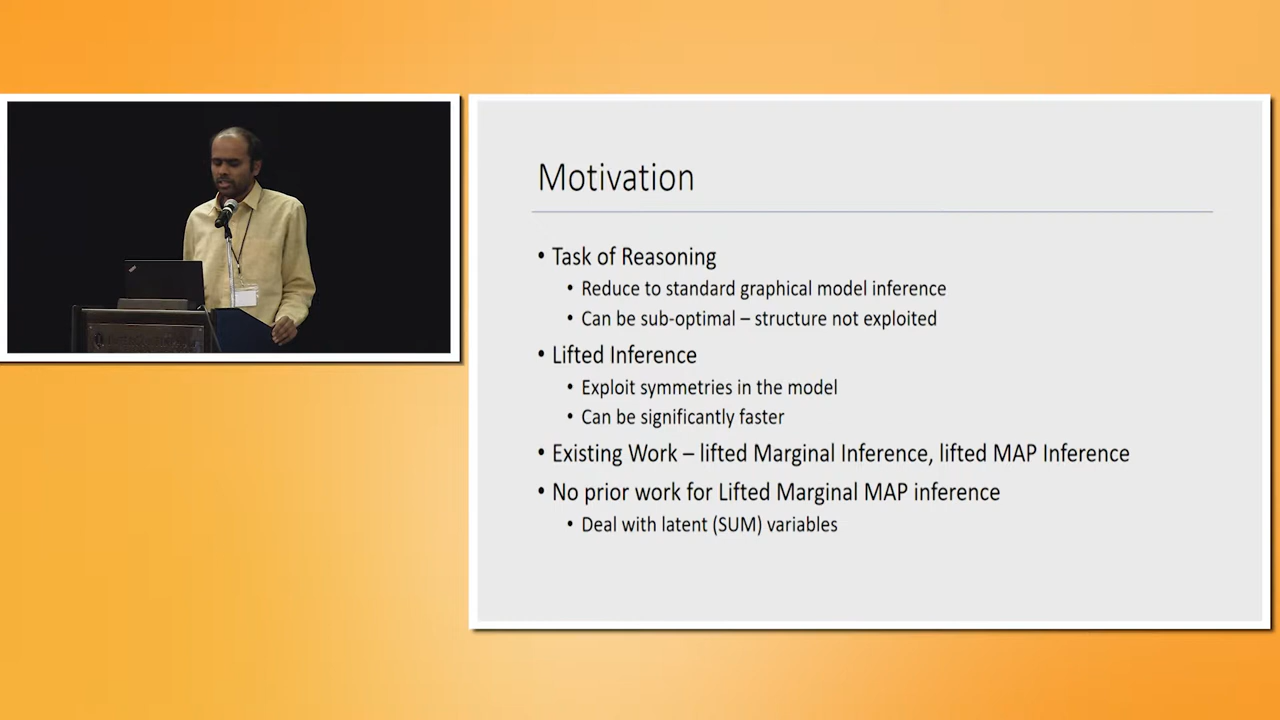 Motivation
• Task of Reasoning
• Reduce to standard graphical model inference
• Can be sub-optimal – structure not exploited
• Lifted Inference
• Exploit symmetries in the model
• Can be significantly faster
• Existing Work – lifted Marginal Inference, lifted MAP Inference
• No prior work for Lifted Marginal MAP inference
• Deal with latent (SUM) variables